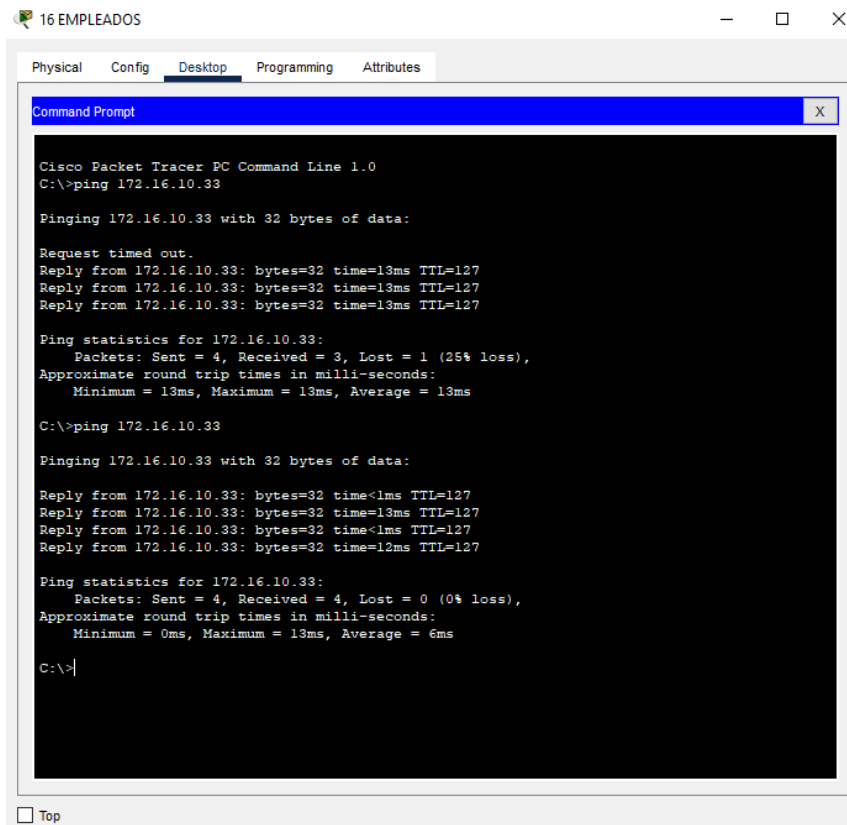 16 EMPLEADOS
Physical Config Desktop Programming Attributes
Command Prompt X
Cisco Packet Tracer PC Command Line 1.0
C:\>ping 172.16.10.33
Pinging 172.16.10.33 with 32 bytes of data:
Request timed out.
Reply from 172.16.10.33: bytes=32 time=13ms TTL=127
Reply from 172.16.10.33: bytes=32 time=13ms TTL=127
Reply from 172.16.10.33: bytes=32 time=13ms TTL=127
Ping statistics for 172.16.10.33:
Packets: Sent = 4, Received = 3, Lost = 1 (25% loss),
Approximate round trip times in milli-seconds:
Minimum = 13ms, Maximum = 13ms, Average = 13ms
C:\>ping 172.16.10.33
Pinging 172.16.10.33 with 32 bytes of data:
Reply from 172.16.10.33: bytes=32 time<1ms TTL=127
Reply from 172.16.10.33: bytes=32 time=13ms TTL=127
Reply from 172.16.10.33: bytes=32 time<1ms TTL=127
Reply from 172.16.10.33: bytes=32 time=12ms TTL=127
Ping statistics for 172.16.10.33:
Packets: Sent = 4, Received = 4, Lost = 0 (0% loss),
Approximate round trip times in milli-seconds:
Minimum = 0ms, Maximum = 13ms, Average = 6ms
C:\>
Top